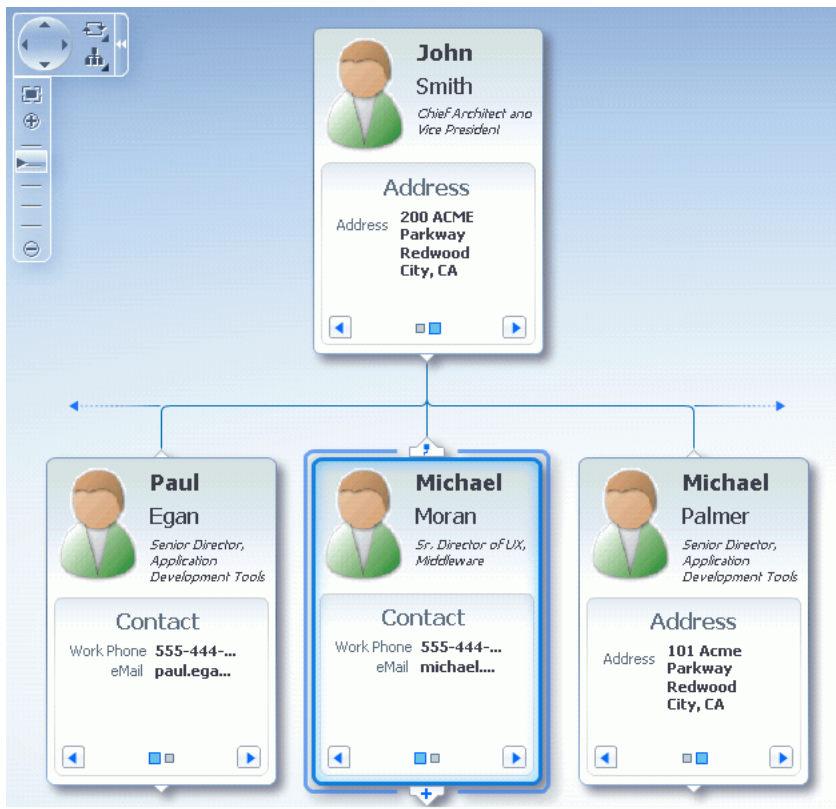 John
Smith
Chief Architect and
Vice President
Address
Address 200 ACME
Parkway
Redwood
City, CA
Paul
Egan
Senior Director,
Application
Development Tools
Contact
Work Phone 555-444-...
eMail paul.ega...
Michael
Moran
Sr. Director of UX,
Middleware
Contact
Work Phone 555-444-...
eMail michael....
Michael
Palmer
Senior Director,
Application
Development Tools
Address
Address 101 Acme
Parkway
Redwood
City, CA